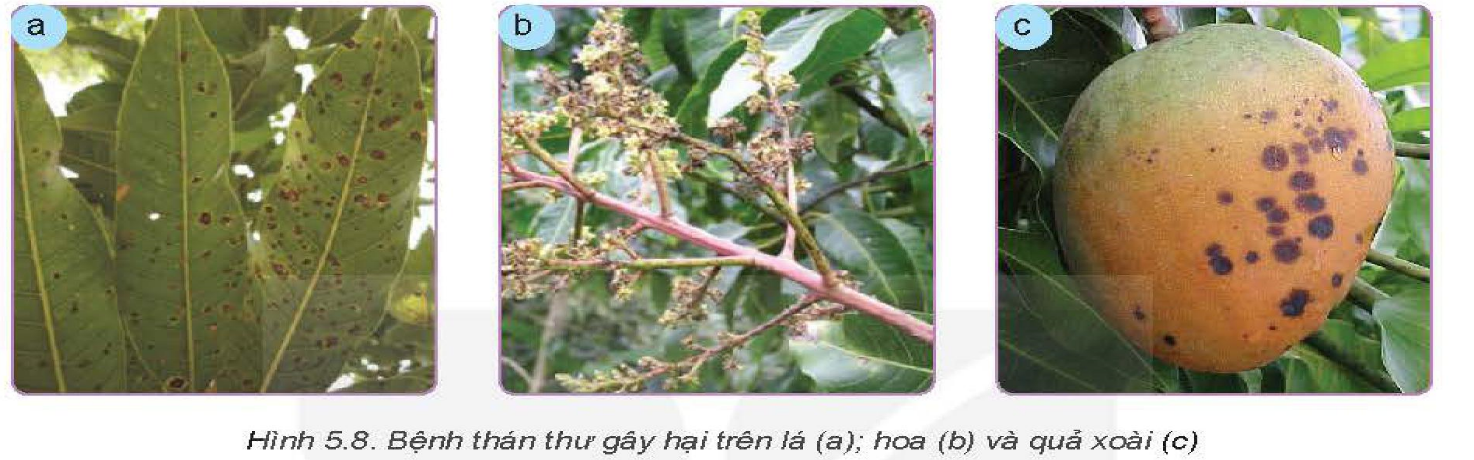 a
b
c
Hình 5.8. Bệnh thán thư gây hại trên lá (a); hoa (b) và quả xoài (c)